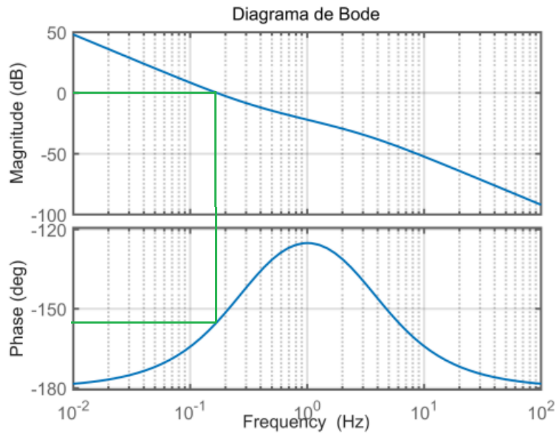 Diagrama de Bode
50
0
-50
-100
Magnitude (dB)
-120
-150
-180
Phase (deg)
10^-2 10^-1 10^0 10^1 10^2
Frequency (Hz)